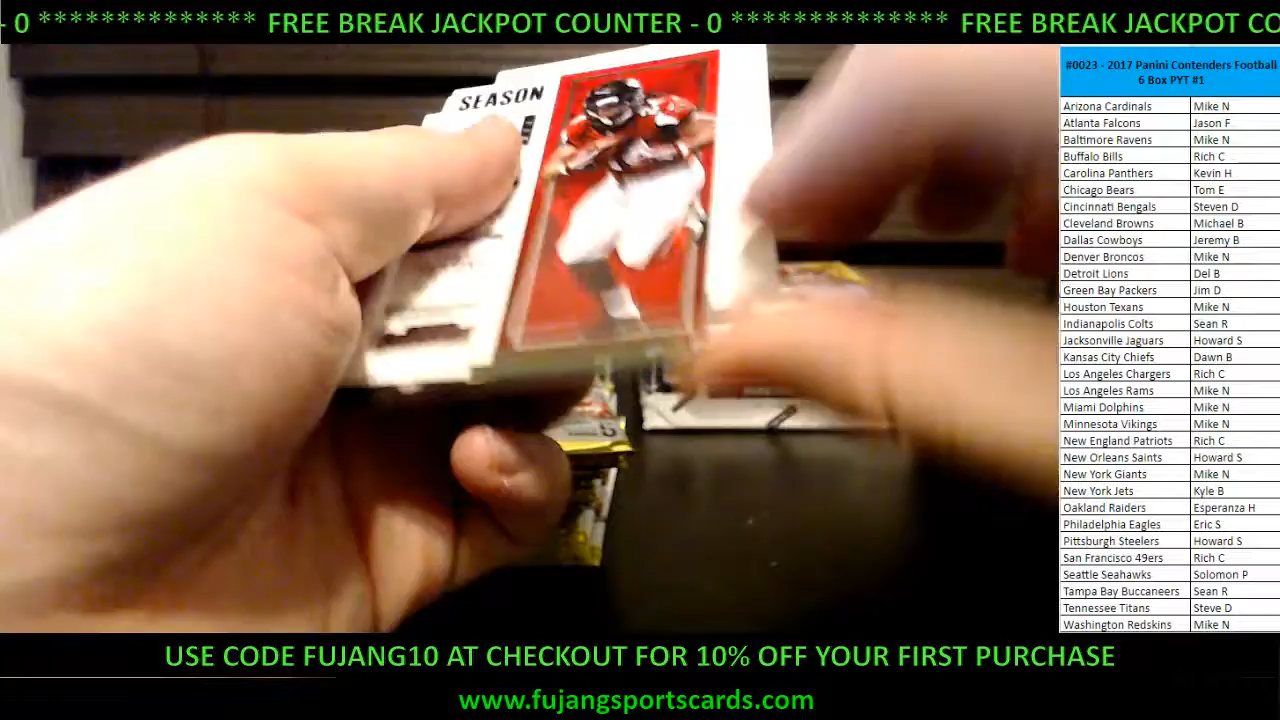 - 0 ************** FREE BREAK JACKPOT COUNTER - 0 ************** FREE BREAK JACKPOT CO
SEASON
5
#0023 - 2017 Panini Contenders Football
6 Box PYT #1
Arizona Cardinals Mike N
Atlanta Falcons Jason F
Baltimore Ravens Mike N
Buffalo Bills Rich C
Carolina Panthers Kevin H
Chicago Bears Tom E
Cincinnati Bengals Steven D
Cleveland Browns Michael B
Dallas Cowboys Jeremy B
Denver Broncos Mike N
Detroit Lions Del B
Green Bay Packers Jim D
Houston Texans Mike N
Indianapolis Colts Sean R
Jacksonville Jaguars Howard S
Kansas City Chiefs Dawn B
Los Angeles Chargers Rich C
Los Angeles Rams Mike N
Miami Dolphins Mike N
Minnesota Vikings Mike N
New England Patriots Rich C
New Orleans Saints Howard S
New York Giants Mike N
New York Jets Kyle B
Oakland Raiders Esperanza H
Philadelphia Eagles Eric S
Pittsburgh Steelers Howard S
San Francisco 49ers Rich C
Seattle Seahawks Solomon P
Tampa Bay Buccaneers Sean R
Tennessee Titans Steve D
Washington Redskins Mike N
USE CODE FUJANG10 AT CHECKOUT FOR 10% OFF YOUR FIRST PURCHASE
www.fujangsportscards.com